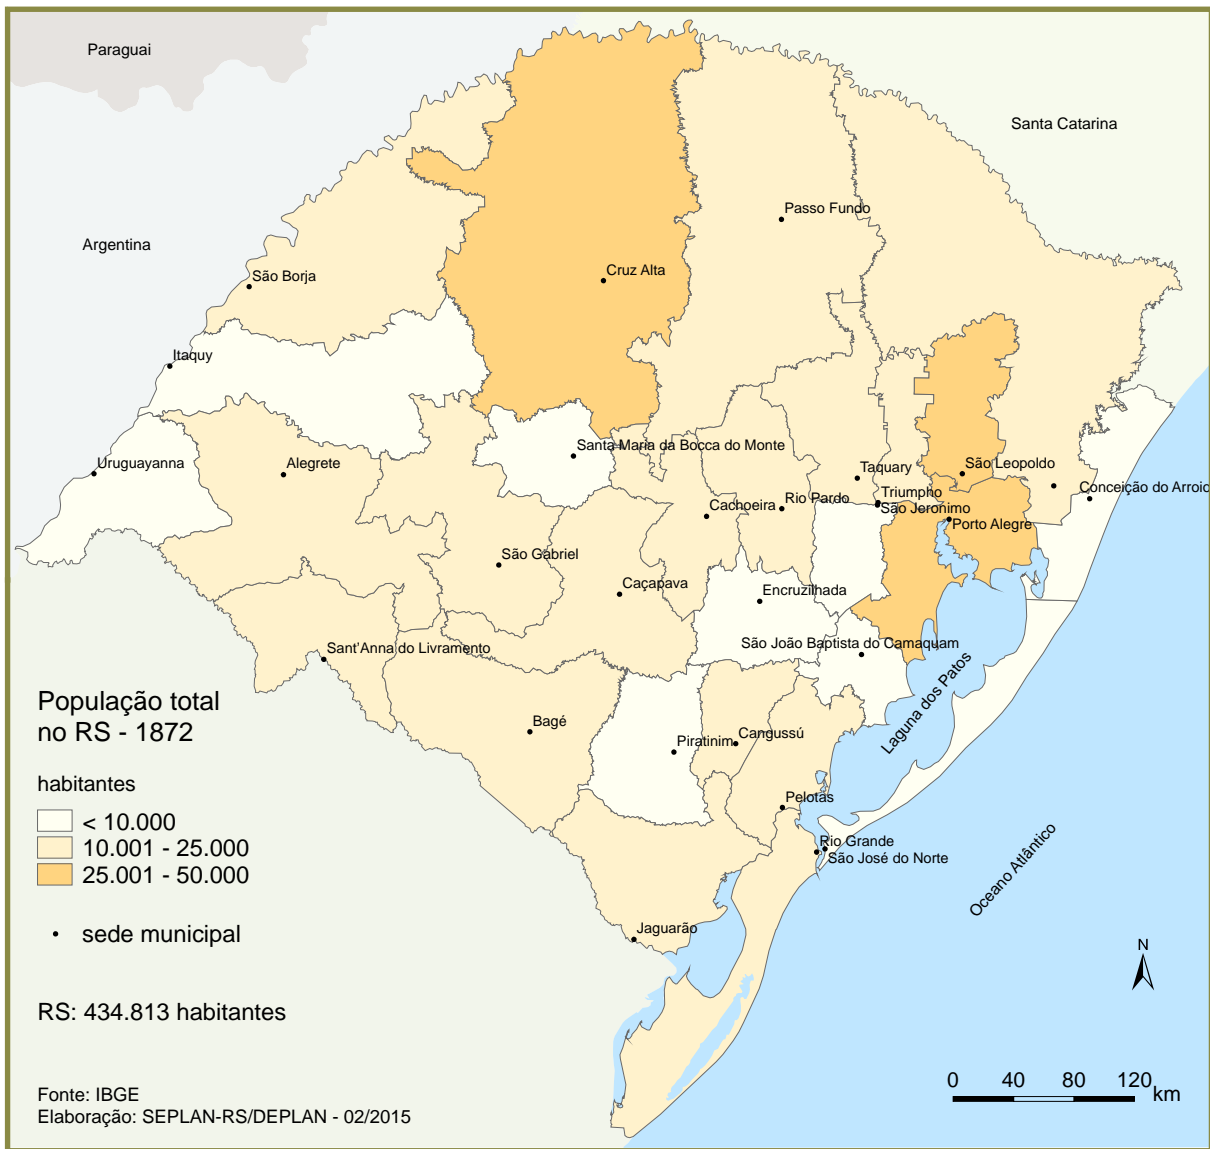 Paraguai
Santa Catarina
Passo Fundo
Argentina
Cruz Alta
São Borja
Itaquy
Santa Maria da Bocca do Monte
Uruguayanna
Alegrete
Taquary
São Leopoldo
Conceição do Arroio
Triumpho
Rio Pardo
Cachoeira
São Jeronimo
Porto Alegre
São Gabriel
Caçapava
Encruzilhada
São João Baptista do Camaquam
Sant'Anna do Livramento
Laguna dos Patos
População total
no RS - 1872
Bagé
Piratinim
Cangussú
habitantes
Pelotas
< 10.000
10.001 - 25.000
25.001 - 50.000
Rio Grande
São José do Norte
Oceano Atlântico
sede municipal
Jaguarão
N
RS: 434.813 habitantes
0 40 80 120
km
Fonte: IBGE
Elaboração: SEPLAN-RS/DEPLAN - 02/2015